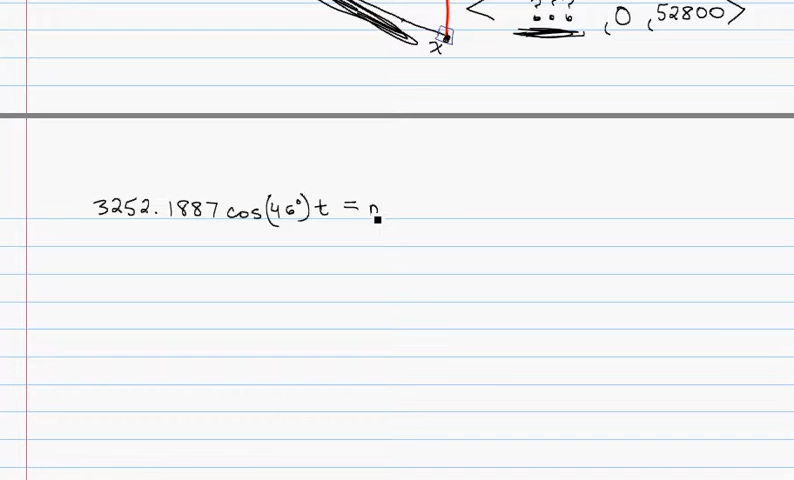 < ??? , 0 , 52800 >
x
3252.1887 cos(46°) t = n